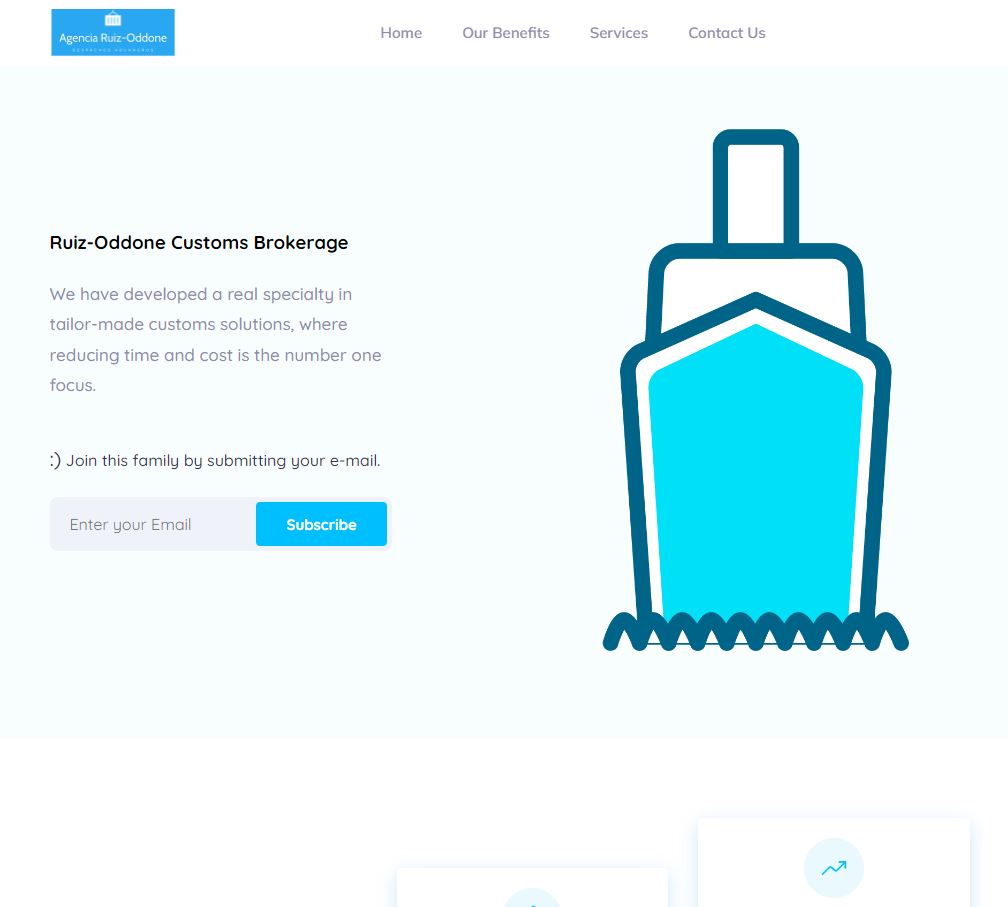 Agencia Ruiz-Oddone
DESPACHOS ADUANEROS
Home
Our Benefits
Services
Contact Us
Ruiz-Oddone Customs Brokerage
We have developed a real specialty in
tailor-made customs solutions, where
reducing time and cost is the number one
focus.
:) Join this family by submitting your e-mail.
Enter your Email
Subscribe